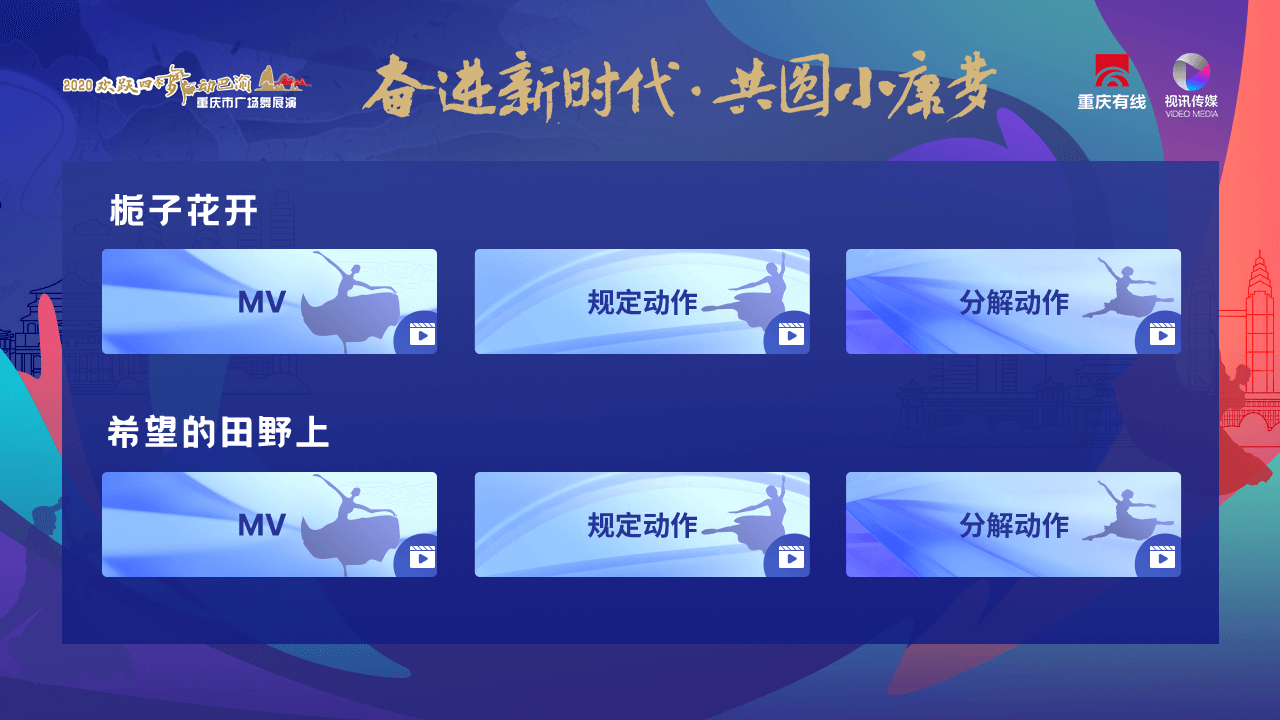 2020 欢跃四季 舞动巴渝
重庆市广场舞展演
奋进新时代·共圆小康梦
重庆有线
视讯传媒
VIDEO MEDIA
栀子花开
MV
规定动作
分解动作
希望的田野上
MV
规定动作
分解动作